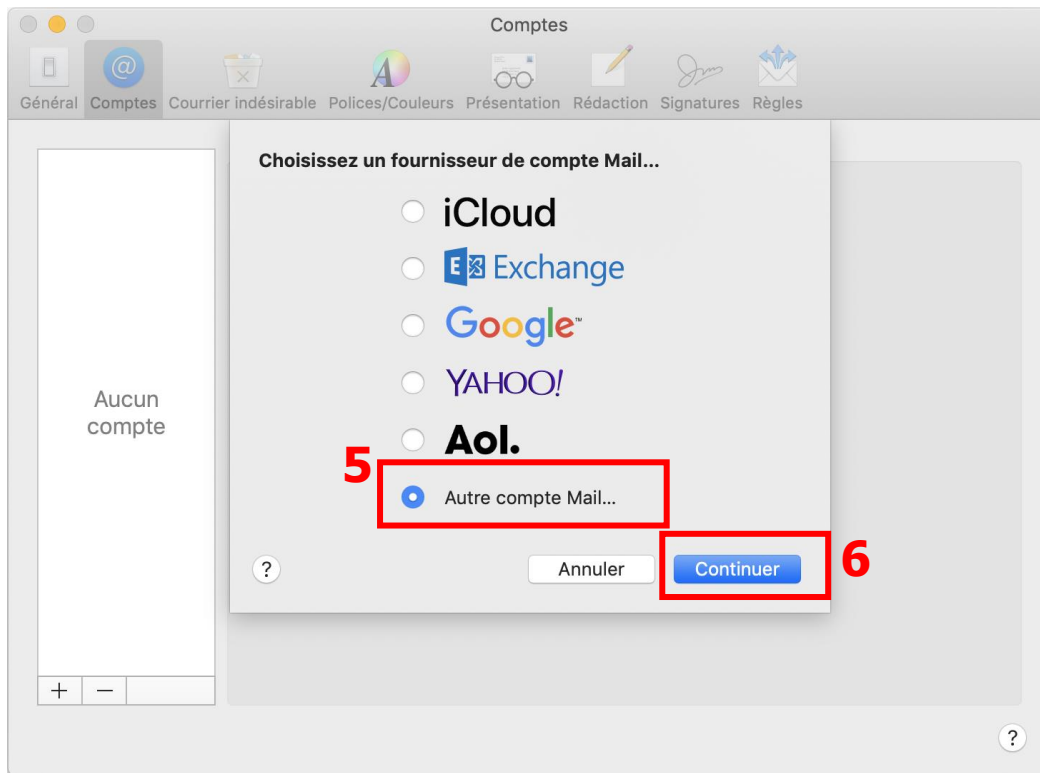 Comptes
@
Général Comptes Courrier indésirable Polices/Couleurs Présentation Rédaction Signatures Règles
Choisissez un fournisseur de compte Mail...
iCloud
E Exchange
Google™
YAHOO!
Aucun
compte
Aol.
5
Autre compte Mail...
? Annuler Continuer 6
+ −
?